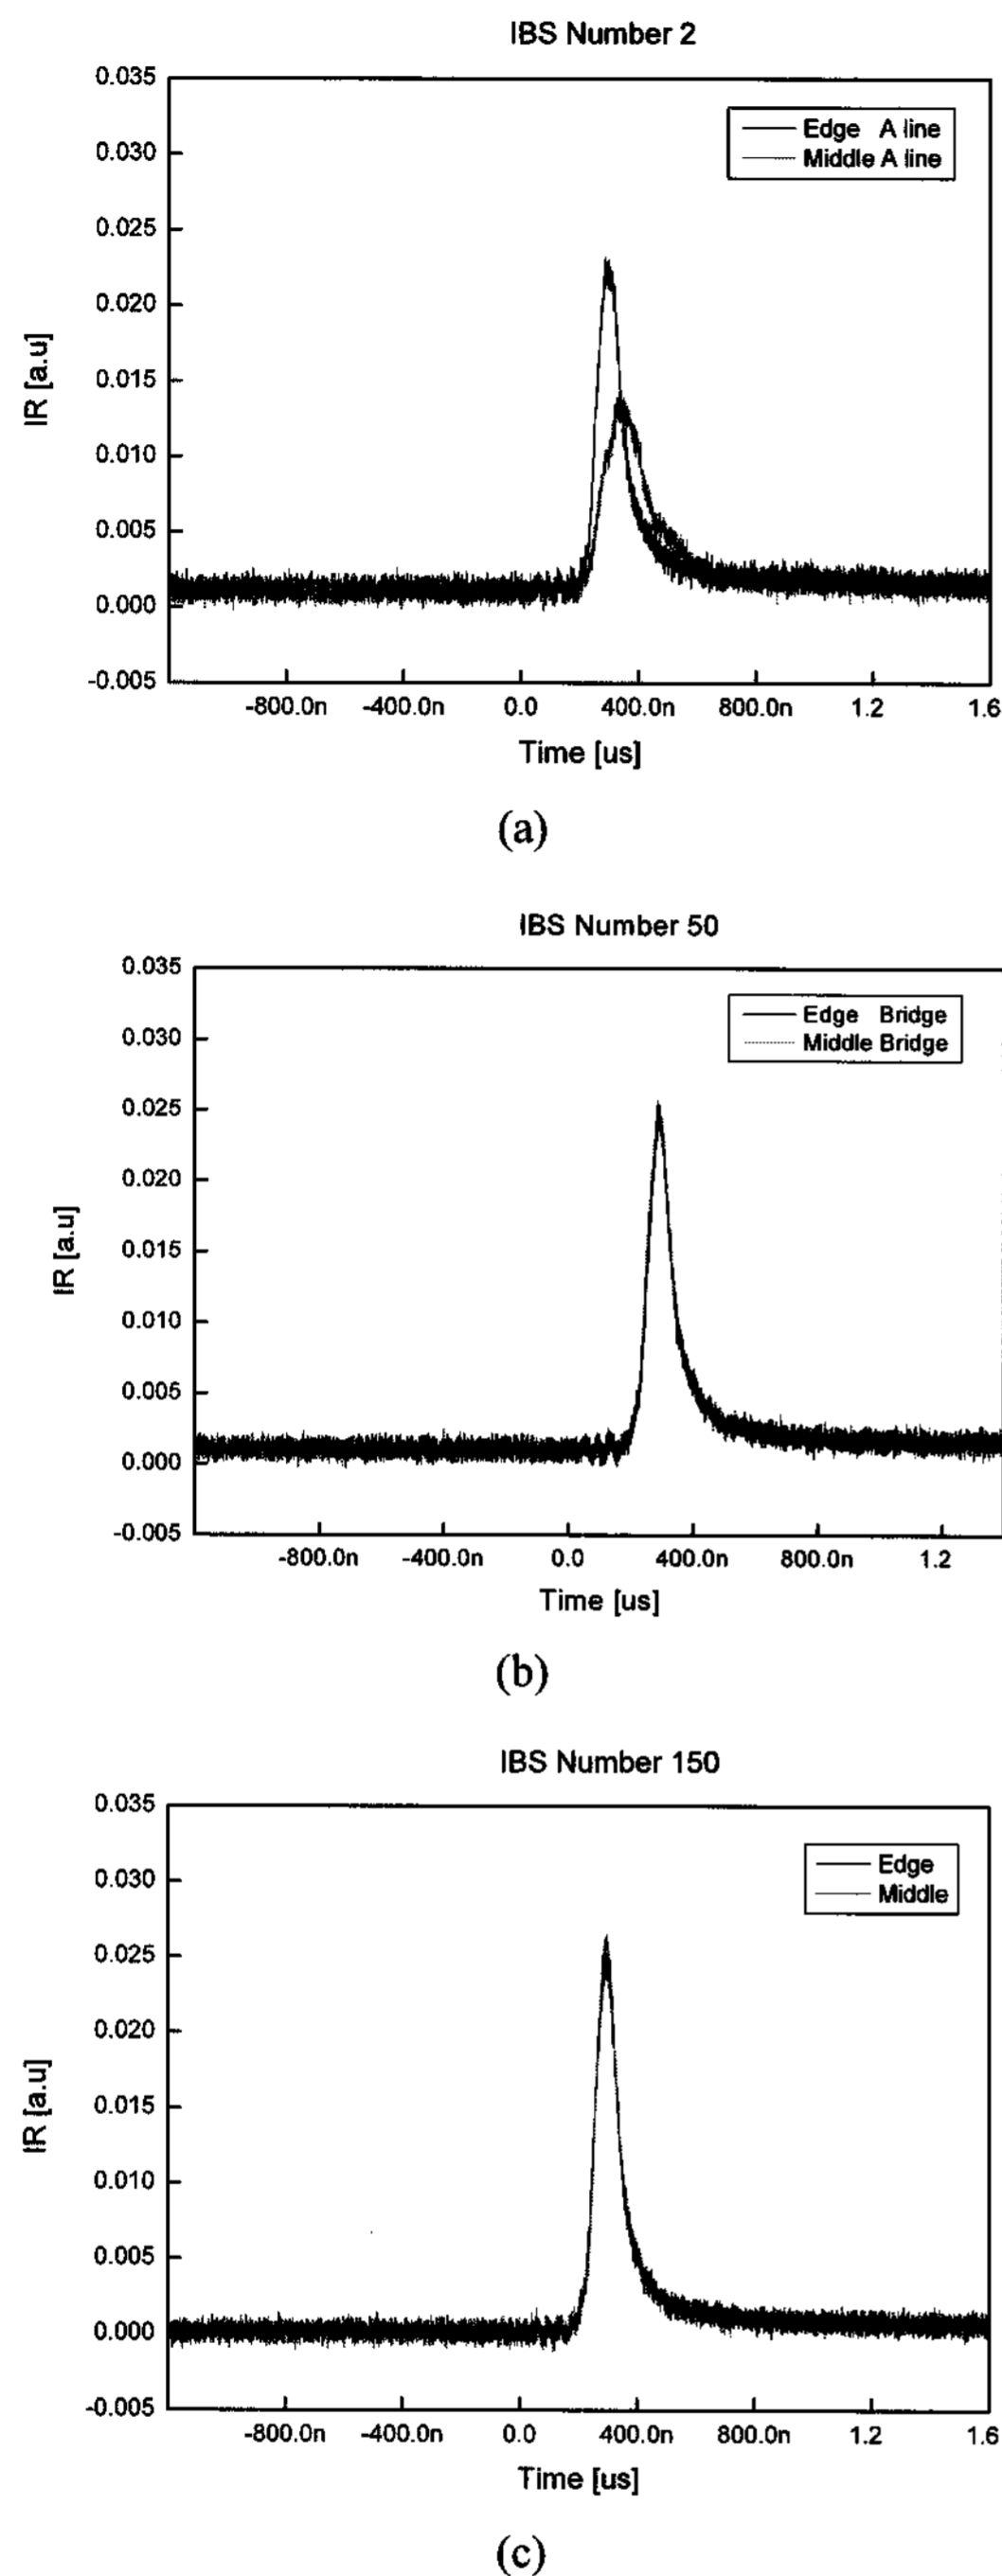 IBS Number 2
0.035
0.030
0.025
0.020
0.015
0.010
0.005
0.000
-0.005
IR [a.u]
Edge A line
Middle A line
-800.0n -400.0n 0.0 400.0n 800.0n 1.2 1.6
Time [us]
(a)
IBS Number 50
0.035
0.030
0.025
0.020
0.015
0.010
0.005
0.000
-0.005
IR [a.u]
Edge Bridge
Middle Bridge
-800.0n -400.0n 0.0 400.0n 800.0n 1.2
Time [us]
(b)
IBS Number 150
0.035
0.030
0.025
0.020
0.015
0.010
0.005
0.000
-0.005
IR [a.u]
Edge
Middle
-800.0n -400.0n 0.0 400.0n 800.0n 1.2 1.6
Time [us]
(c)